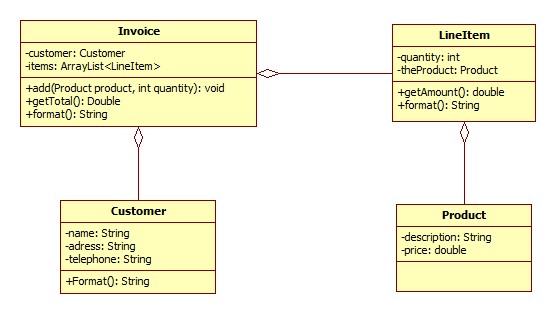 Invoice
-customer: Customer
-items: ArrayList<LineItem>
+add(Product product, int quantity): void
+getTotal(): Double
+format(): String
LineItem
-quantity: int
-theProduct: Product
+getAmount(): double
+format(): String
Customer
-name: String
-adress: String
-telephone: String
+Format(): String
Product
-description: String
-price: double